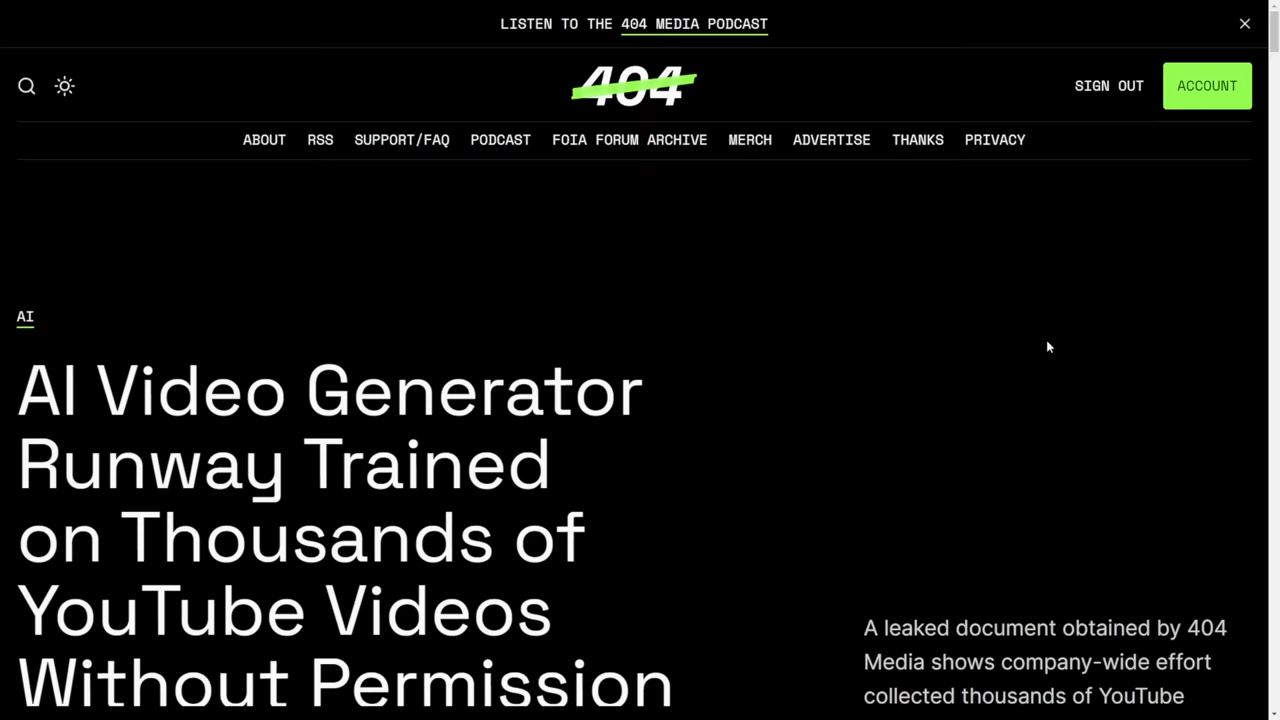 LISTEN TO THE 404 MEDIA PODCAST
404
SIGN OUT
ACCOUNT
ABOUT RSS SUPPORT/FAQ PODCAST FOIA FORUM ARCHIVE MERCH ADVERTISE THANKS PRIVACY
AI
AI Video Generator
Runway Trained
on Thousands of
YouTube Videos
Without Permission
A leaked document obtained by 404
Media shows company-wide effort
collected thousands of YouTube